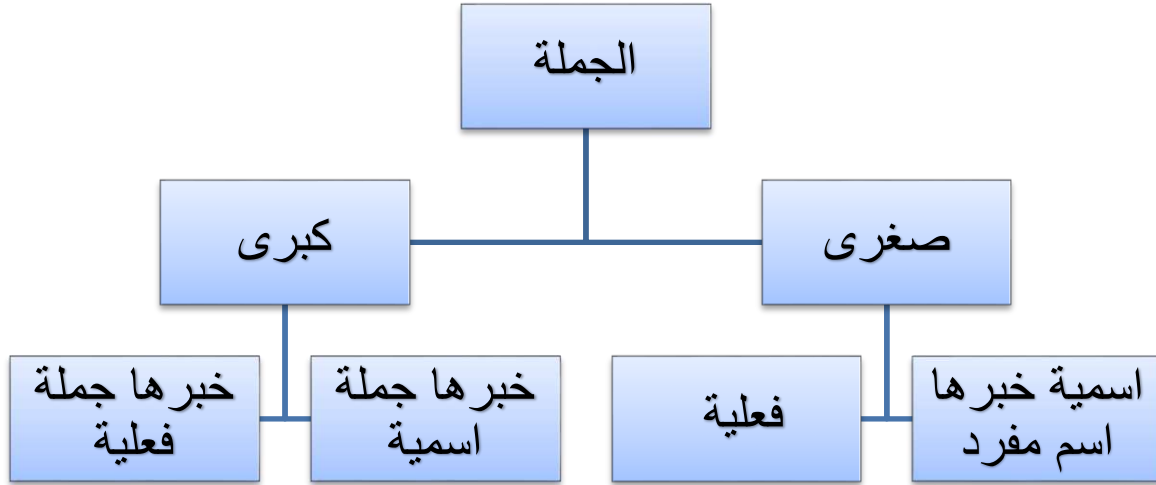 الجملة
صغرى
كبرى
اسمية خبرها
اسم مفرد
فعلية
خبرها جملة
اسمية
خبرها جملة
فعلية